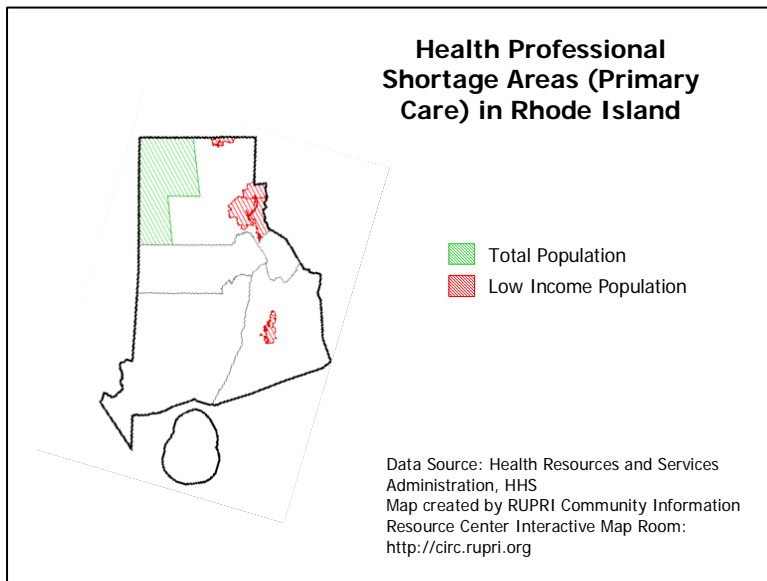 Health Professional
Shortage Areas (Primary
Care) in Rhode Island
Total Population
Low Income Population
Data Source: Health Resources and Services
Administration, HHS
Map created by RUPRI Community Information
Resource Center Interactive Map Room:
http://circ.rupri.org